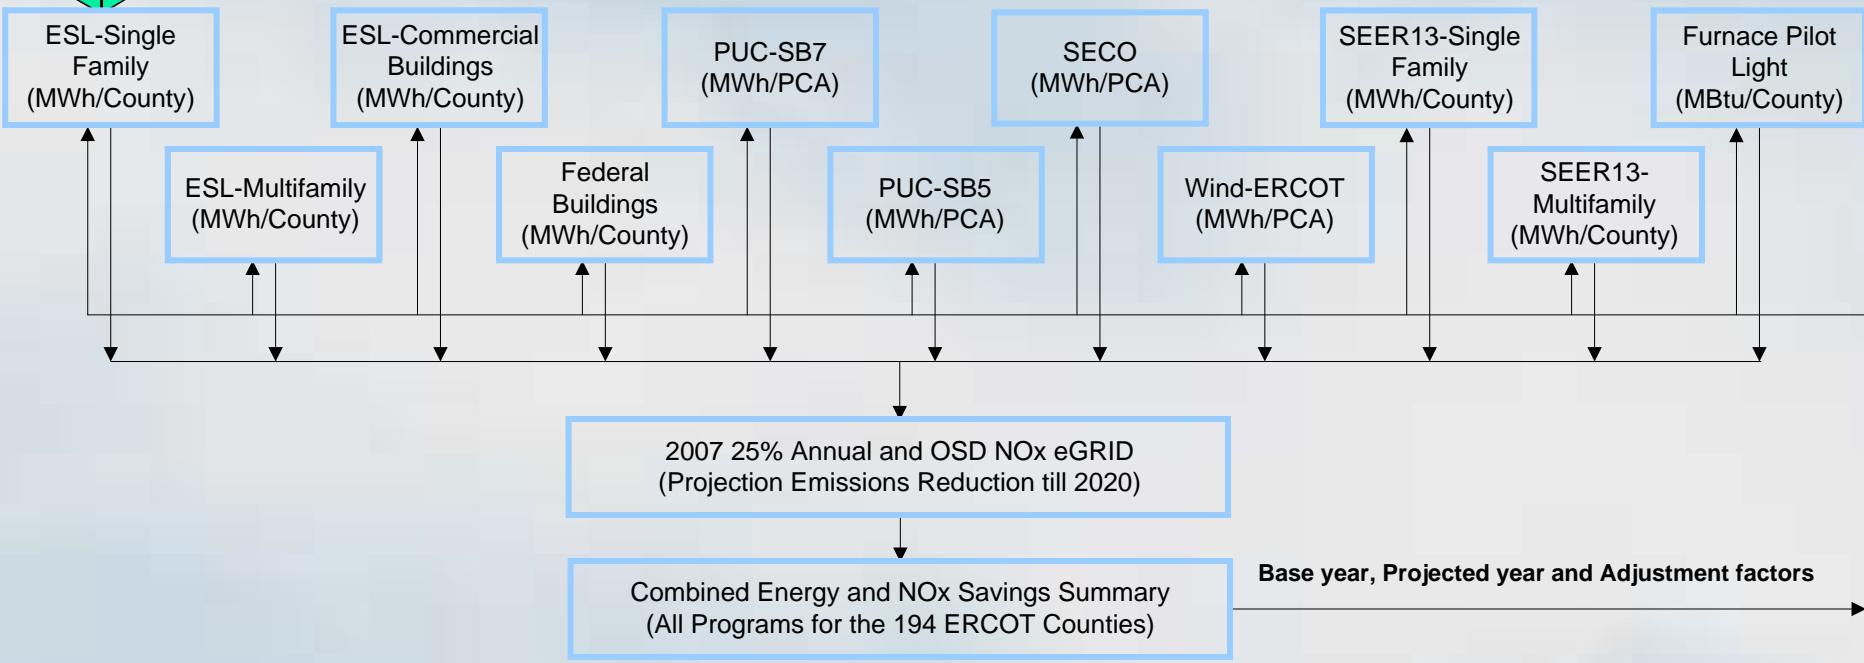 ESL-Single
Family
(MWh/County)
ESL-Commercial
Buildings
(MWh/County)
PUC-SB7
(MWh/PCA)
SECO
(MWh/PCA)
SEER13-Single
Family
(MWh/County)
Furnace Pilot
Light
(MBtu/County)
ESL-Multifamily
(MWh/County)
Federal
Buildings
(MWh/County)
PUC-SB5
(MWh/PCA)
Wind-ERCOT
(MWh/PCA)
SEER13-
Multifamily
(MWh/County)
2007 25% Annual and OSD NOx eGRID
(Projection Emissions Reduction till 2020)
Combined Energy and NOx Savings Summary
(All Programs for the 194 ERCOT Counties)
Base year, Projected year and Adjustment factors